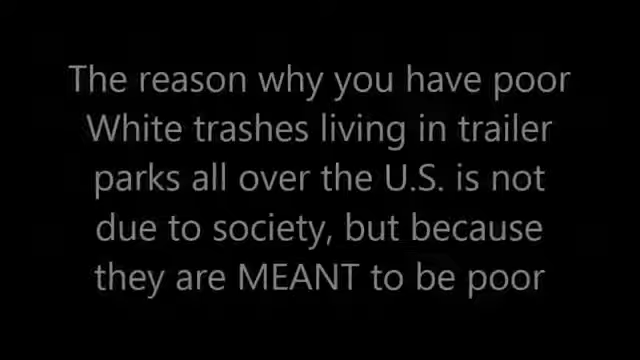 The reason why you have poor
White trashes living in trailer
parks all over the U.S. is not
due to society, but because
they are MEANT to be poor